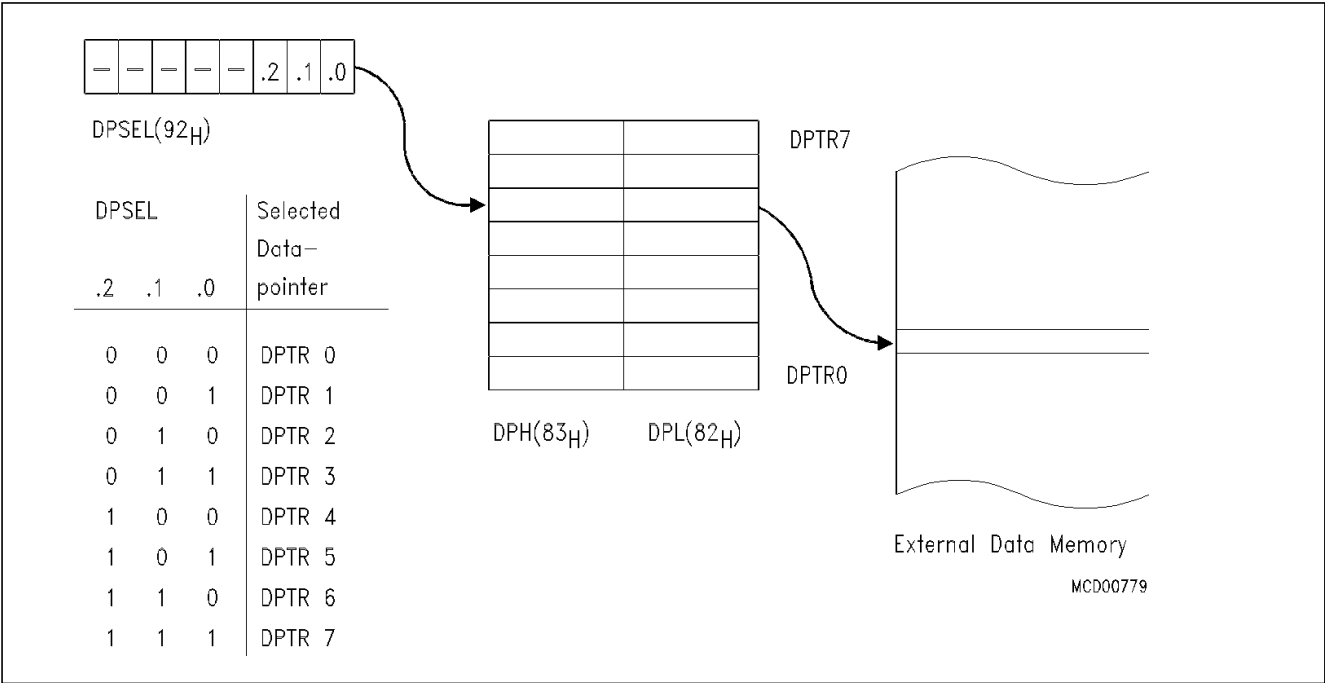 – – – – – .2 .1 .0
DPSEL(92H)
DPSEL Selected
Data–
.2 .1 .0 pointer
0 0 0 DPTR 0
0 0 1 DPTR 1
0 1 0 DPTR 2
0 1 1 DPTR 3
1 0 0 DPTR 4
1 0 1 DPTR 5
1 1 0 DPTR 6
1 1 1 DPTR 7
DPTR7
DPTR0
DPH(83H) DPL(82H)
External Data Memory
MCD00779